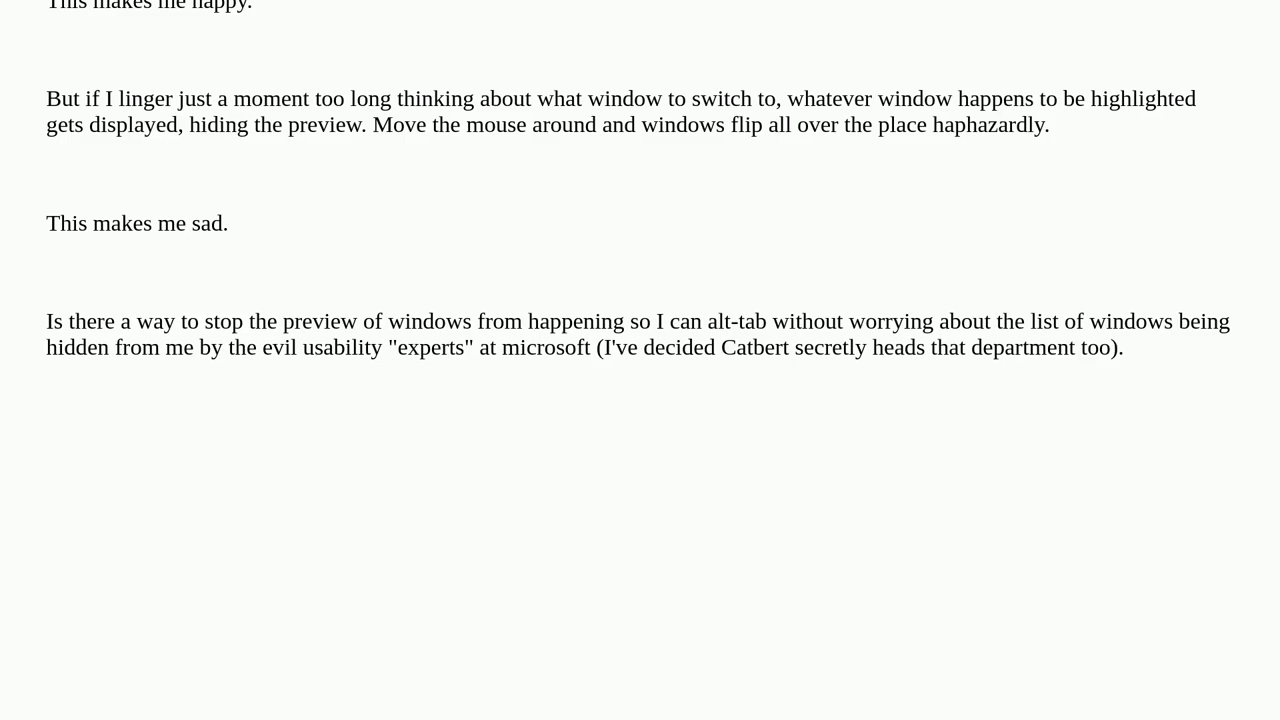 This makes me happy.
But if I linger just a moment too long thinking about what window to switch to, whatever window happens to be highlighted
gets displayed, hiding the preview. Move the mouse around and windows flip all over the place haphazardly.
This makes me sad.
Is there a way to stop the preview of windows from happening so I can alt-tab without worrying about the list of windows being
hidden from me by the evil usability "experts" at microsoft (I've decided Catbert secretly heads that department too).